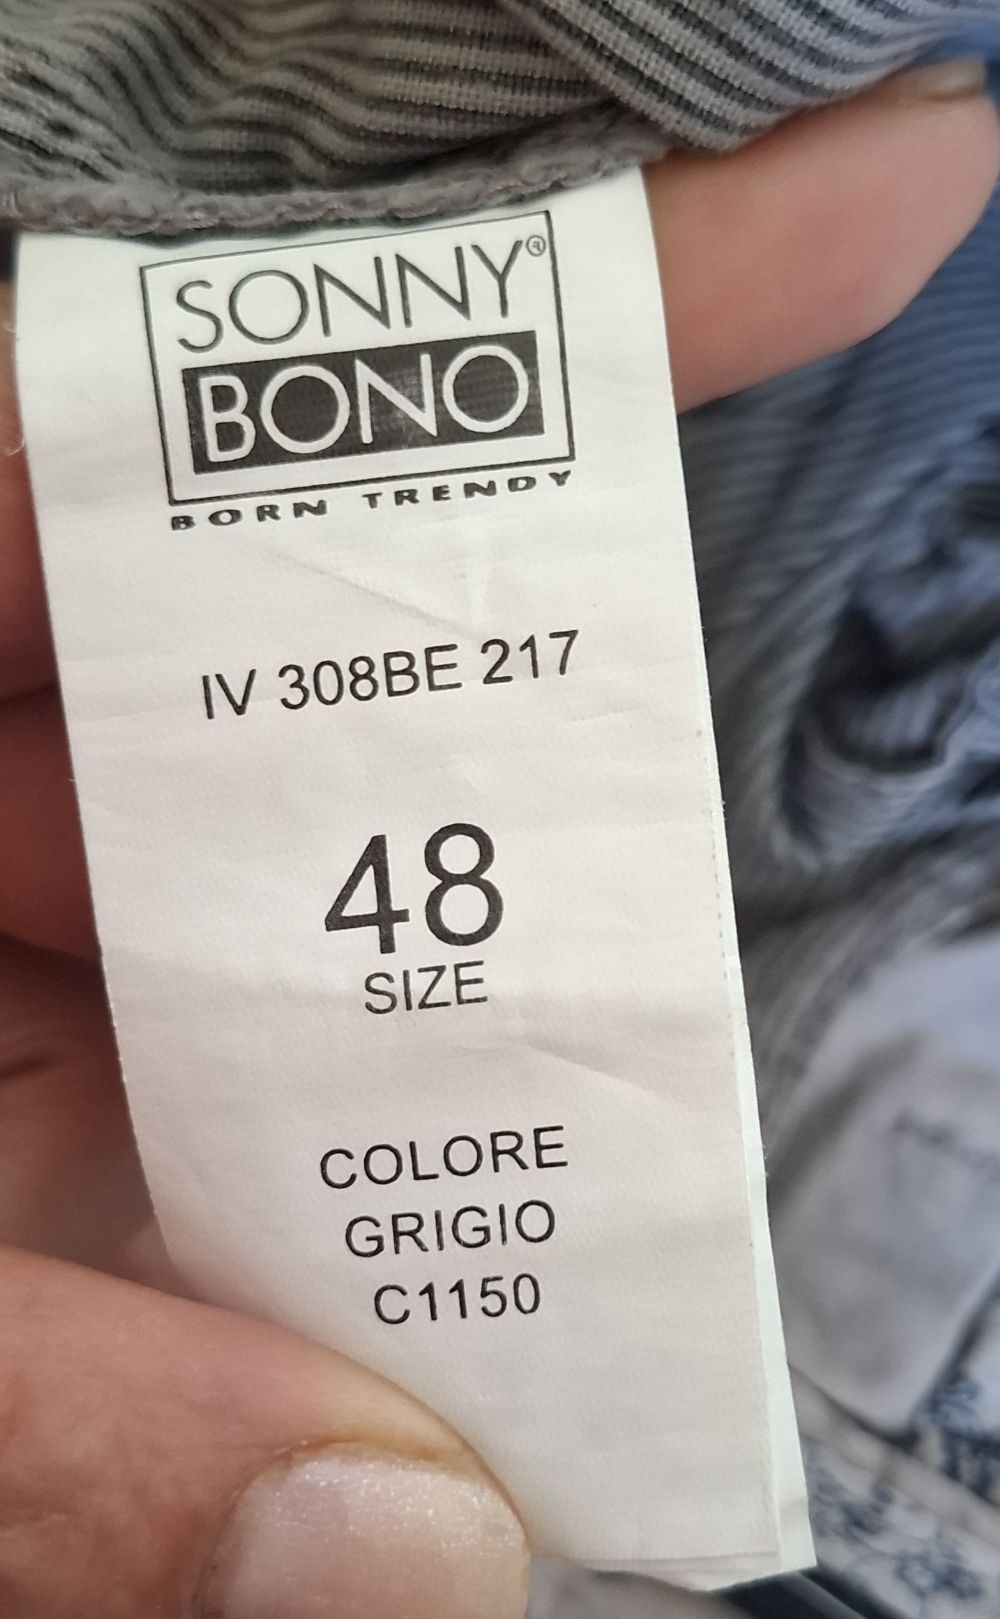 SONNY®
BONO
BORN TRENDY
IV 308BE 217
48
SIZE
COLORE
GRIGIO
C1150